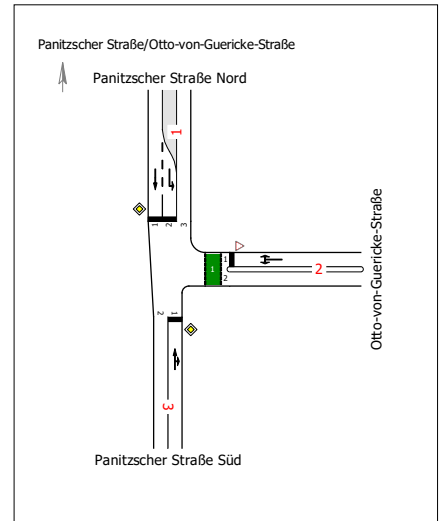 Panitzscher Straße/Otto-von-Guericke-Straße
Panitzscher Straße Nord
1
1
2
3
Otto-von-Guericke-Straße
1
1
2
2
2
1
3
Panitzscher Straße Süd